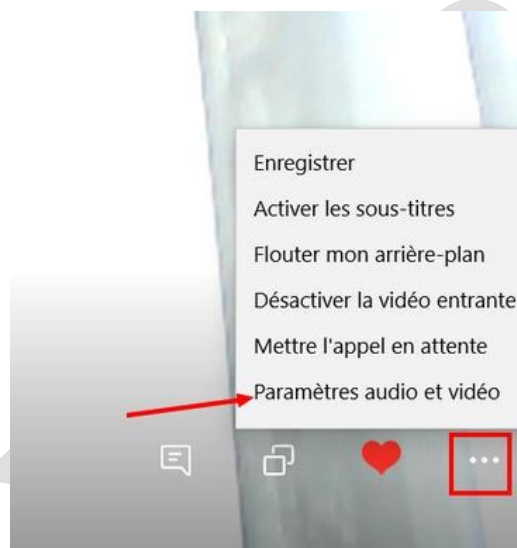 Enregistrer
Activer les sous-titres
Flouter mon arrière-plan
Désactiver la vidéo entrante
Mettre l'appel en attente
Paramètres audio et vidéo